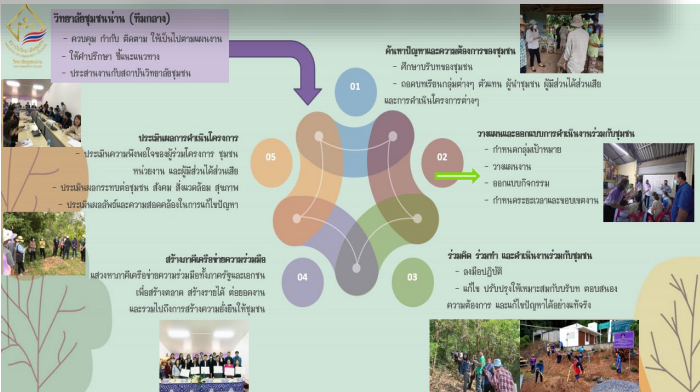 วิทยาลัยชุมชนน่าน (ทีมกลาง)
- ควบคุม กำกับ ติดตาม ให้เป็นไปตามแผนงาน
- ให้คำปรึกษา ชี้แนะแนวทาง
- ประสานงานกับสถาบันวิทยาลัยชุมชน
01
ค้นหาปัญหาและความต้องการของชุมชน
- ศึกษาบริบทของชุมชน
- ถอดบทเรียนกลุ่มต่างๆ ตัวแทน ผู้นำชุมชน ผู้มีส่วนได้ส่วนเสีย
และการดำเนินโครงการต่างๆ
02
วางแผนและออกแบบการดำเนินงานร่วมกับชุมชน
- กำหนดกลุ่มเป้าหมาย
- วางแผนงาน
- ออกแบบกิจกรรม
- กำหนดระยะเวลาและขอบเขตงาน
03
ร่วมคิด ร่วมทำ และดำเนินงานร่วมกับชุมชน
- ลงมือปฏิบัติ
- แก้ไข ปรับปรุงให้เหมาะสมกับบริบท ตอบสนอง
ความต้องการ และแก้ไขปัญหาได้อย่างแท้จริง
04
สร้างภาคีเครือข่ายความร่วมมือ
แสวงหาภาคีเครือข่ายความร่วมมือทั้งภาครัฐและเอกชน
เพื่อสร้างตลาด สร้างรายได้ ต่อยอดงาน
และรวมไปถึงการสร้างความยั่งยืนให้ชุมชน
05
ประเมินผลการดำเนินโครงการ
- ประเมินความพึงพอใจของผู้ร่วมโครงการ ชุมชน
หน่วยงาน และผู้มีส่วนได้ส่วนเสีย
- ประเมินผลกระทบต่อชุมชน สังคม สิ่งแวดล้อม สุขภาพ
- ประเมินผลลัพธ์และความสอดคล้องในการแก้ไขปัญหา